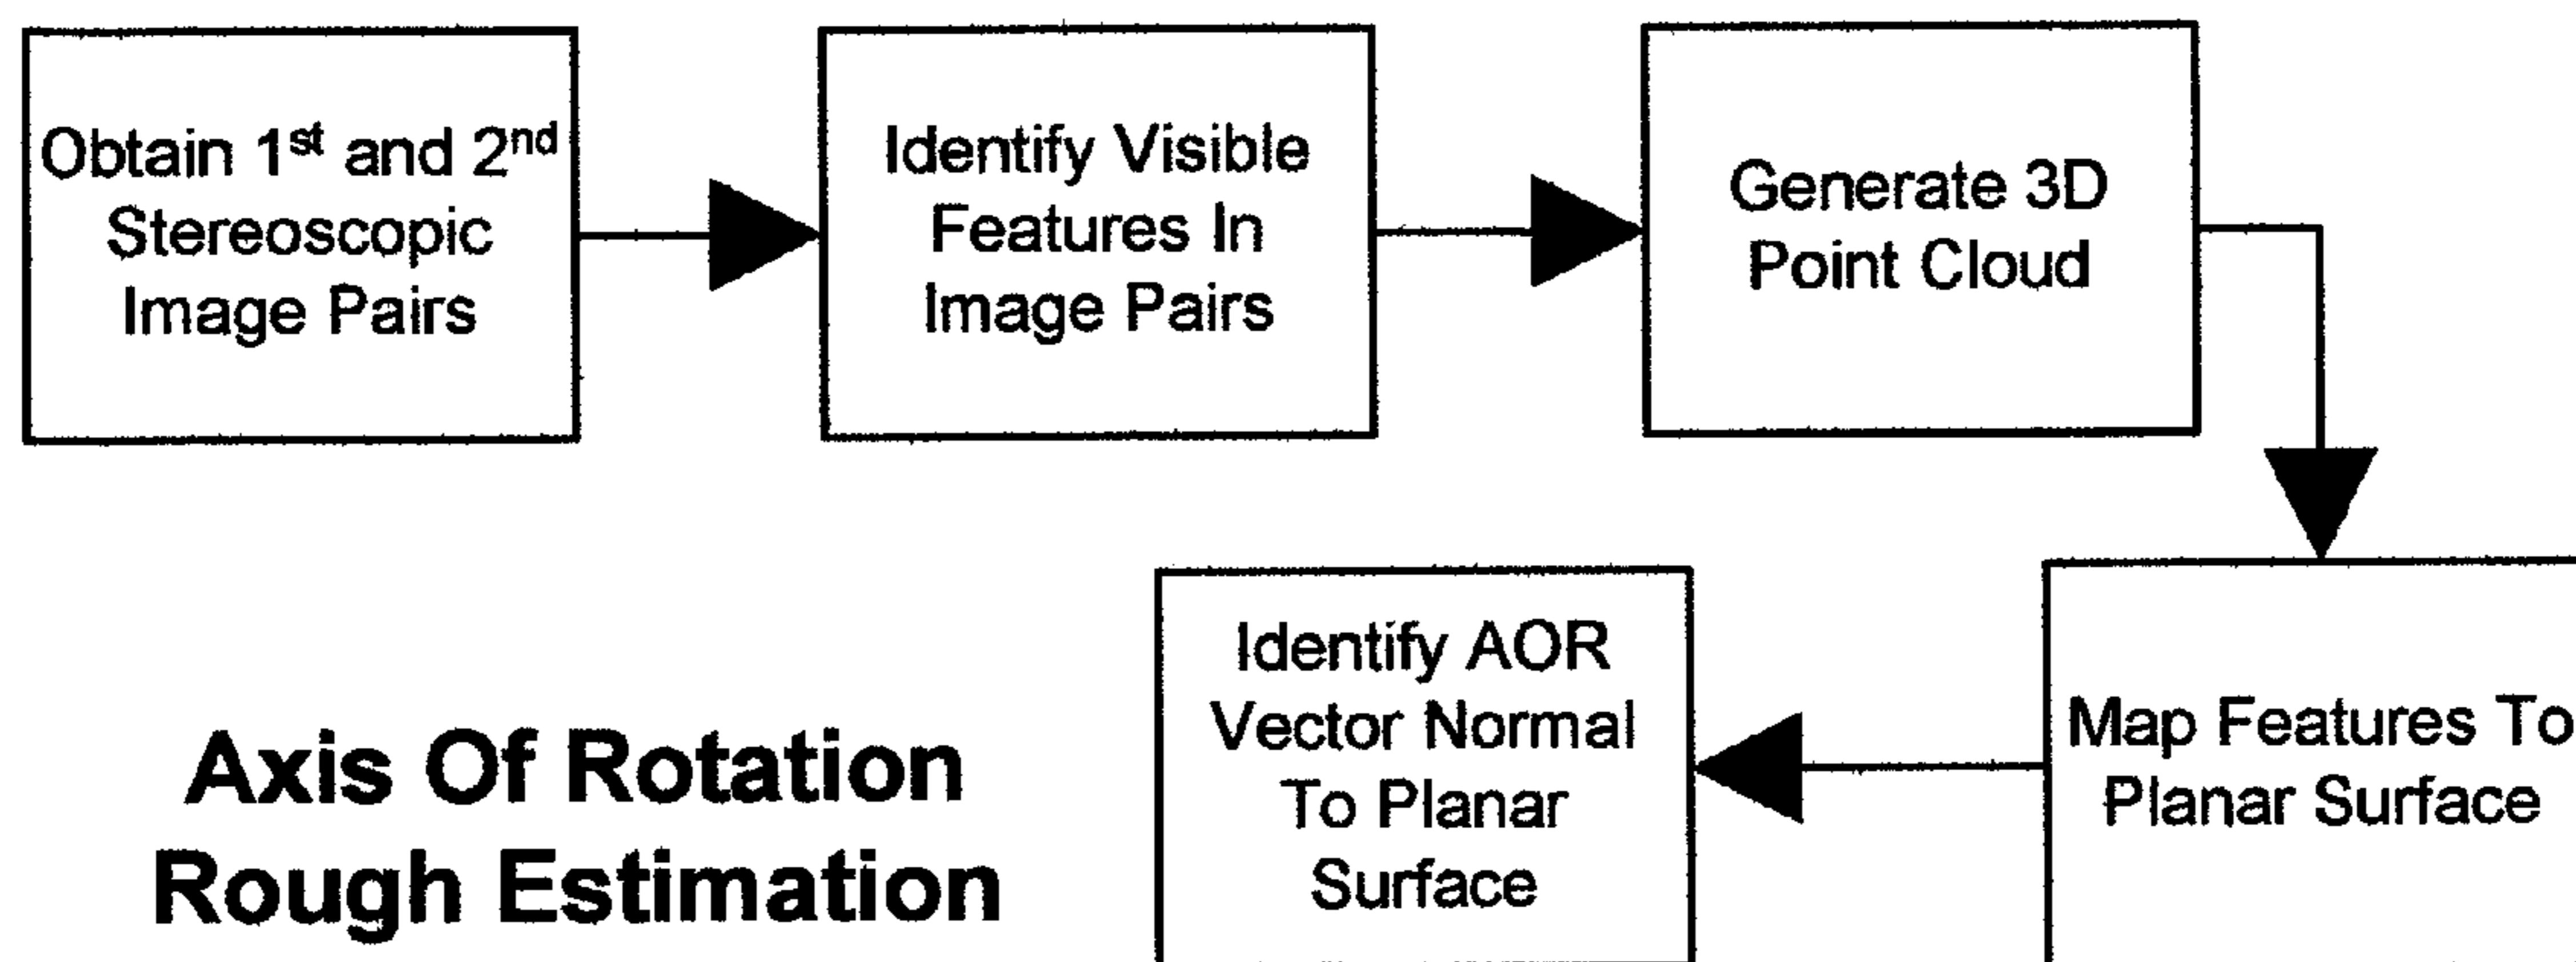 Obtain 1st and 2nd
Stereoscopic
Image Pairs
Identify Visible
Features In
Image Pairs
Generate 3D
Point Cloud
Map Features To
Planar Surface
Identify AOR
Vector Normal
To Planar
Surface
Axis Of Rotation
Rough Estimation